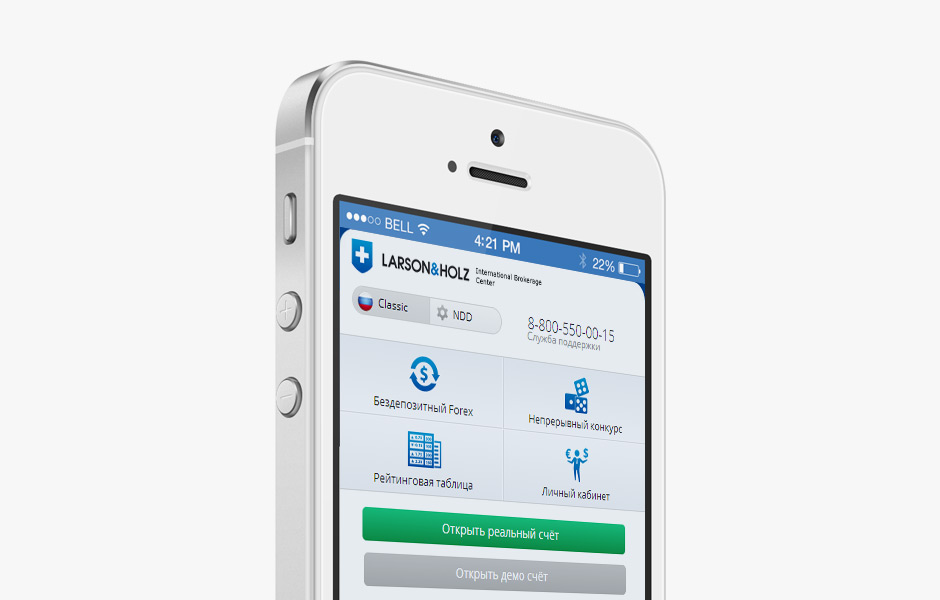 BELL 4:21 PM 22%
LARSON&HOLZ International Brokerage
Center
Classic NDD
8-800-550-00-15
Служба поддержки
Бездепозитный Forex
Непрерывный конкурс
Рейтинговая таблица
Личный кабинет
Открыть реальный счёт
Открыть демо счёт